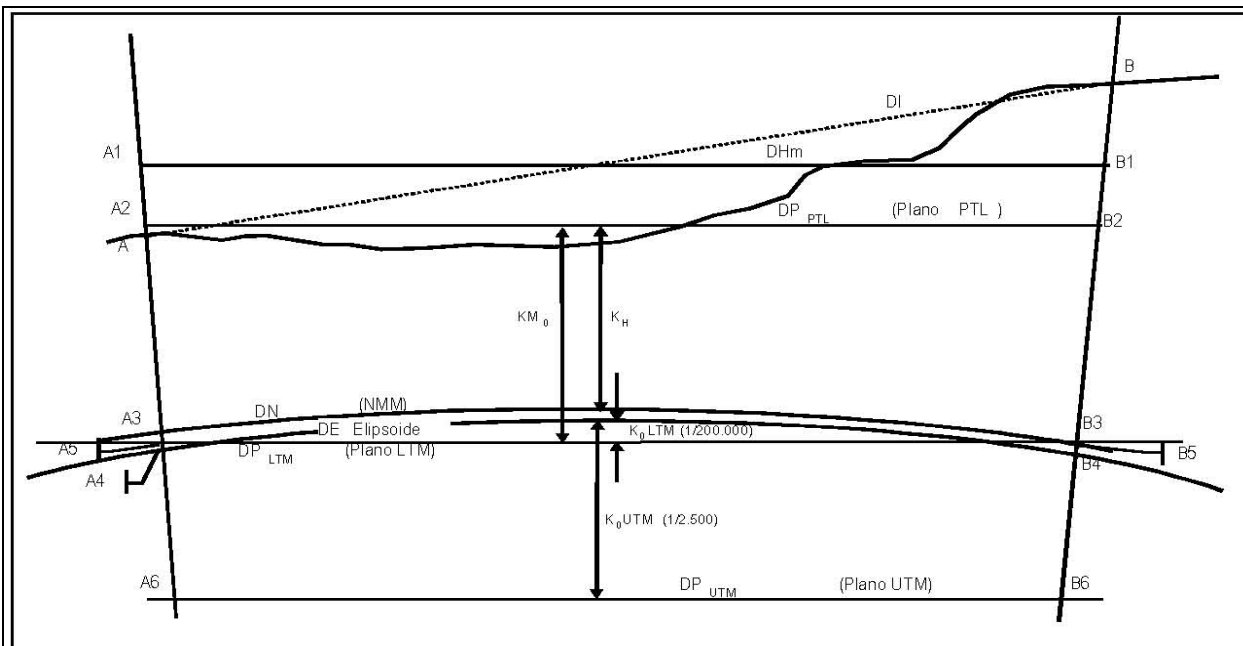 B
DI
A1
DHm
B1
A2
DP PTL (Plano PTL )
B2
A
KM 0
K H
A3
DN (NMM)
B3
DE Elipsoide
K 0 LTM (1/200.000)
A5
DP LTM (Plano LTM)
B5
A4
B4
K 0 UTM (1/2.500)
A6
DP UTM (Plano UTM)
B6